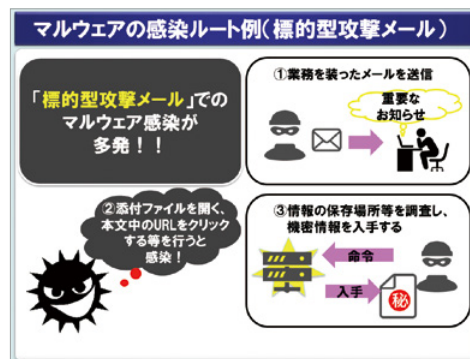 マルウェアの感染ルート例(標的型攻撃メール)
「標的型攻撃メール」での
マルウェア感染が
多発！！
①業務を装ったメールを送信
重要な
お知らせ
②添付ファイルを開く、
本文中のURLをクリック
する等を行うと
感染！
③情報の保存場所等を調査し、
機密情報を入手する
命令
入手
秘